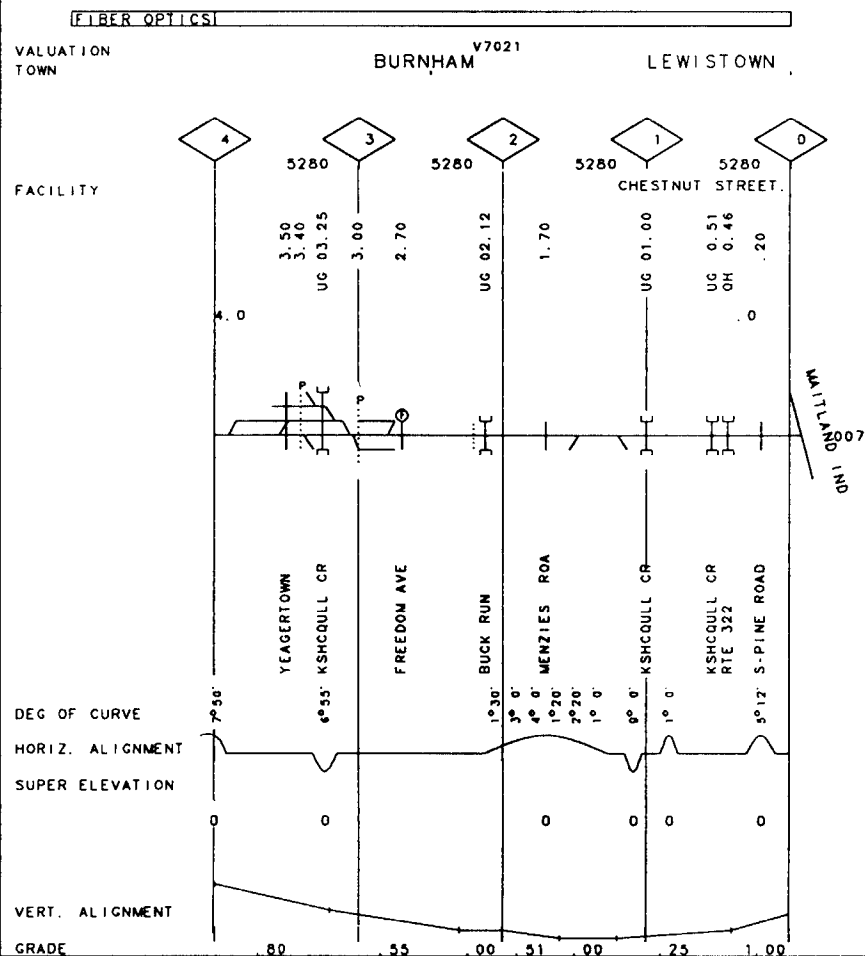 FIBER OPTICS
VALUATION V7021
TOWN BURNHAM LEWISTOWN
4 3 2 1 0
5280 5280 5280 5280
FACILITY CHESTNUT STREET.
3.50
3.40
UG 03.25
3.00
2.70
UG 02.12
1.70
UG 01.00
UG 0.51
OH 0.46
.20
4.0 .0
P
P
F
007
MAITLAND IND
YEAGERTOWN
KSHCQULL CR
FREEDOM AVE
BUCK RUN
MENZIES ROA
KSHCQULL CR
KSHCQULL CR
RTE 322
S-PINE ROAD
DEG OF CURVE 7°50' 6°55' 1°30' 3°0' 4°0' 1°20' 2°20' 1°0' 9°0' 1°0' 5°12'
HORIZ. ALIGNMENT
SUPER ELEVATION
0 0 0 0 0 0
VERT. ALIGNMENT
GRADE .80 .55 .00 .51 .00 .25 1.00